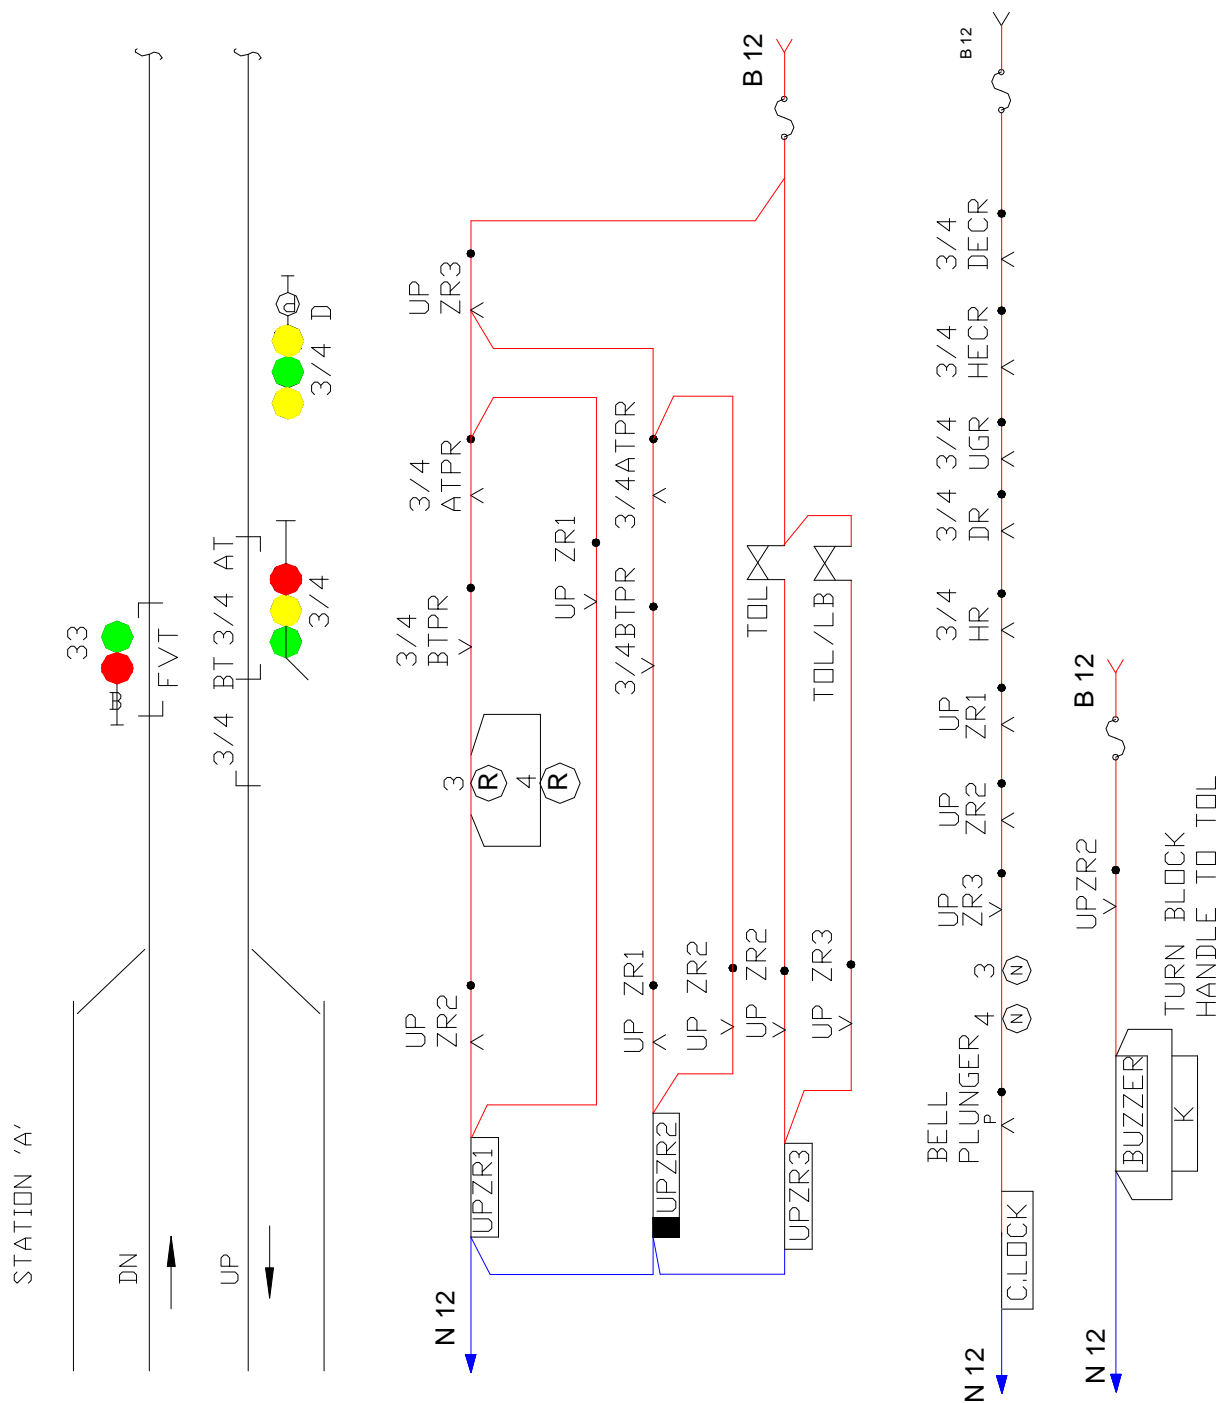 STATION 'A'
DN
UP
33
B
FVT
3/4 BT
3/4 AT
3/4
3/4 D
d
N 12
UPZR1
UP
ZR2
3
R
4
R
3/4
BTPR
3/4
ATPR
UP
ZR3
B 12
UP ZR1
UPZR2
UP ZR1
3/4BTPR
3/4ATPR
UP ZR2
UPZR3
UP ZR2
TOL
UP ZR3
TOL/LB
N 12
C.LOCK
BELL
PLUNGER
P
4
N
3
N
UP
ZR3
UP
ZR2
UP
ZR1
3/4
HR
3/4
DR
3/4
UGR
3/4
HECR
3/4
DECR
B 12
N 12
BUZZER
K
UPZR2
B 12
TURN BLOCK
HANDLE TO TOL